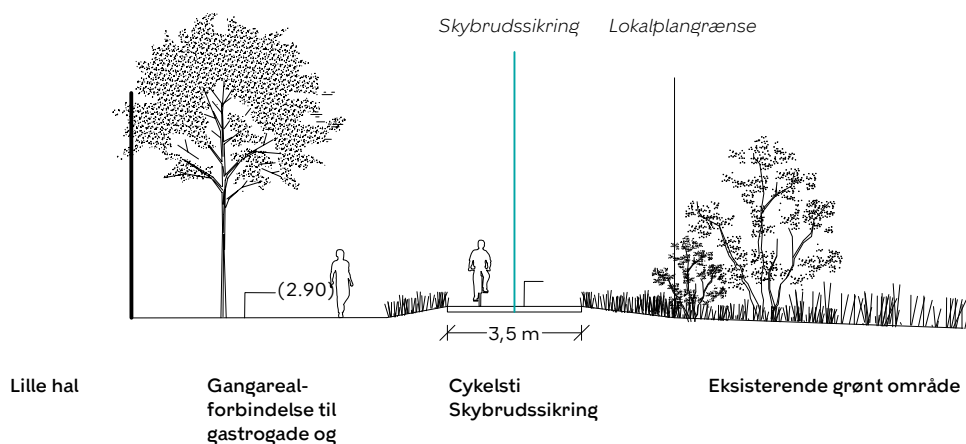 Skybrudssikring Lokalplangrænse
(2.90)
3,5 m
Lille hal
Gangareal-
forbindelse til
gastrogade og
Cykelsti
Skybrudssikring
Eksisterende grønt område